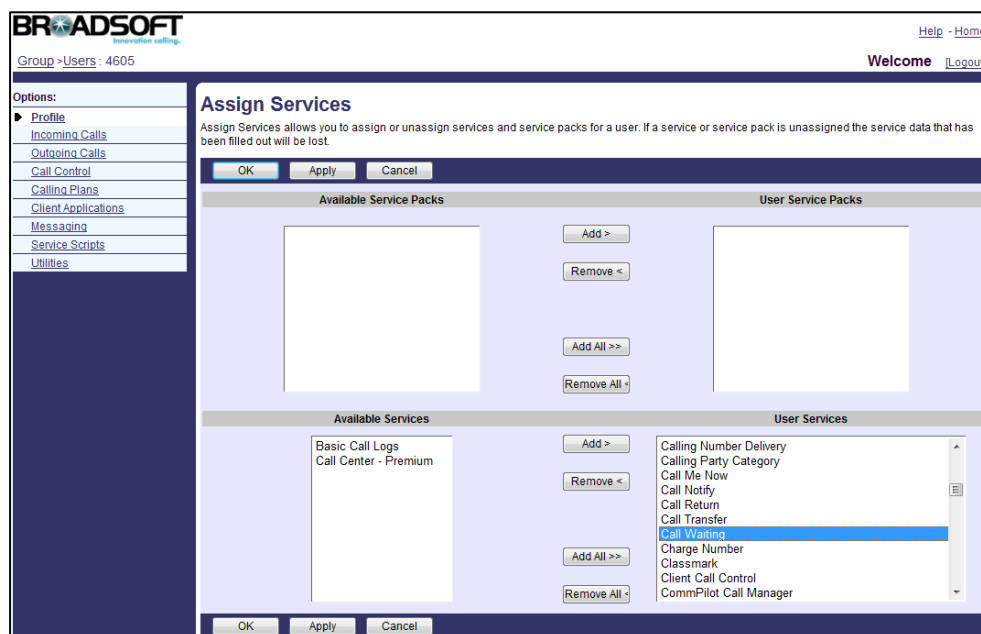 BROADSOFT
innovation calling.
Help - Home
Group >Users : 4605
Welcome [Logout
Options:
Profile
Incoming Calls
Outgoing Calls
Call Control
Calling Plans
Client Applications
Messaging
Service Scripts
Utilities
Assign Services
Assign Services allows you to assign or unassign services and service packs for a user. If a service or service pack is unassigned the service data that has
been filled out will be lost.
OK Apply Cancel
Available Service Packs User Service Packs
Add >
Remove <
Add All >>
Remove All <
Available Services User Services
Basic Call Logs
Call Center - Premium
Add >
Remove <
Add All >>
Remove All <
Calling Number Delivery
Calling Party Category
Call Me Now
Call Notify
Call Return
Call Transfer
Call Waiting
Charge Number
Classmark
Client Call Control
CommPilot Call Manager
OK Apply Cancel